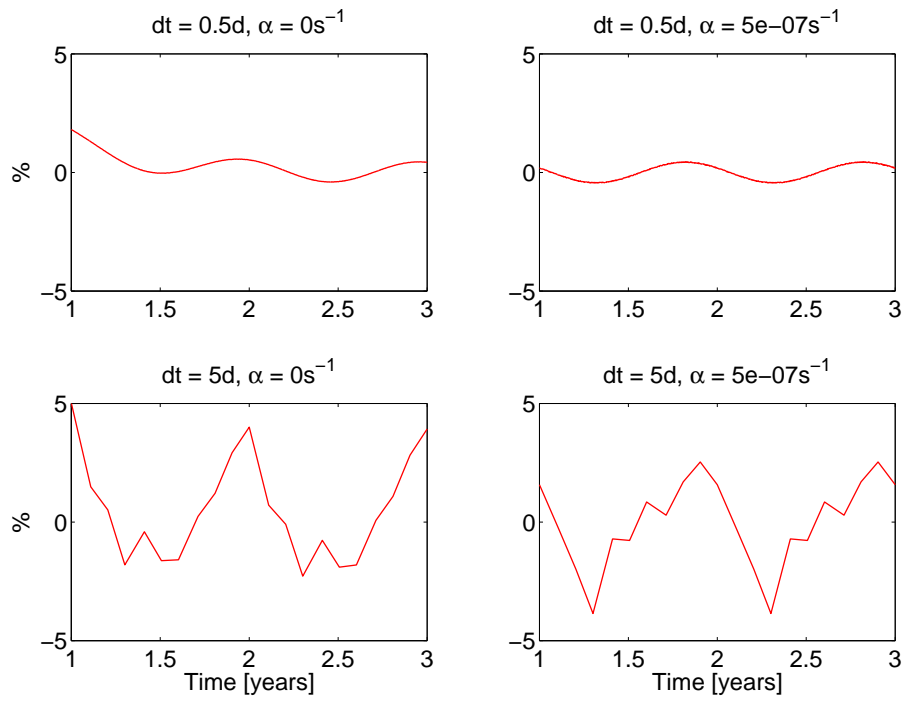 dt = 0.5d, α = 0s⁻¹
5
0
−5
%
1 1.5 2 2.5 3
dt = 0.5d, α = 5e−07s⁻¹
5
0
−5
1 1.5 2 2.5 3
dt = 5d, α = 0s⁻¹
5
0
−5
%
1 1.5 2 2.5 3
Time [years]
dt = 5d, α = 5e−07s⁻¹
5
0
−5
1 1.5 2 2.5 3
Time [years]